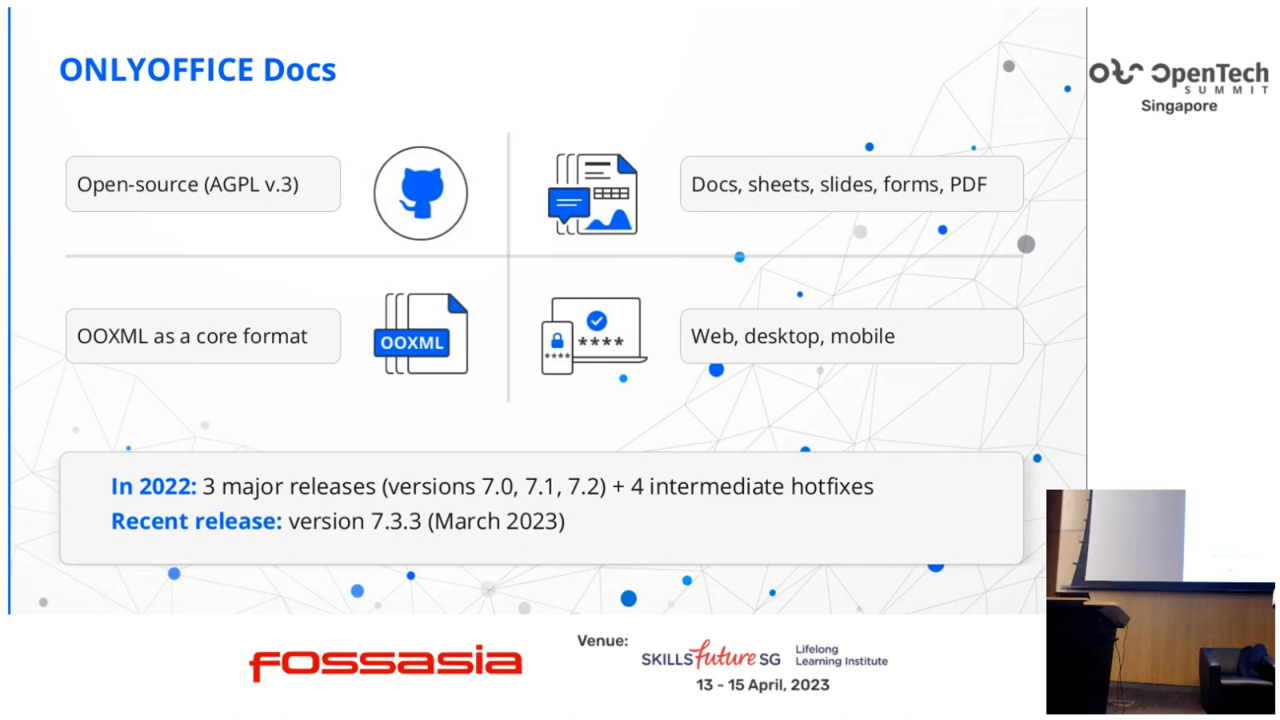 ONLYOFFICE Docs
OpenTech
SUMMIT
Singapore
Open-source (AGPL v.3)
Docs, sheets, slides, forms, PDF
OOXML as a core format
OOXML
****
****
Web, desktop, mobile
In 2022: 3 major releases (versions 7.0, 7.1, 7.2) + 4 intermediate hotfixes
Recent release: version 7.3.3 (March 2023)
fossasia
Venue:
SKILLSfuture SG
Lifelong
Learning Institute
13 - 15 April, 2023